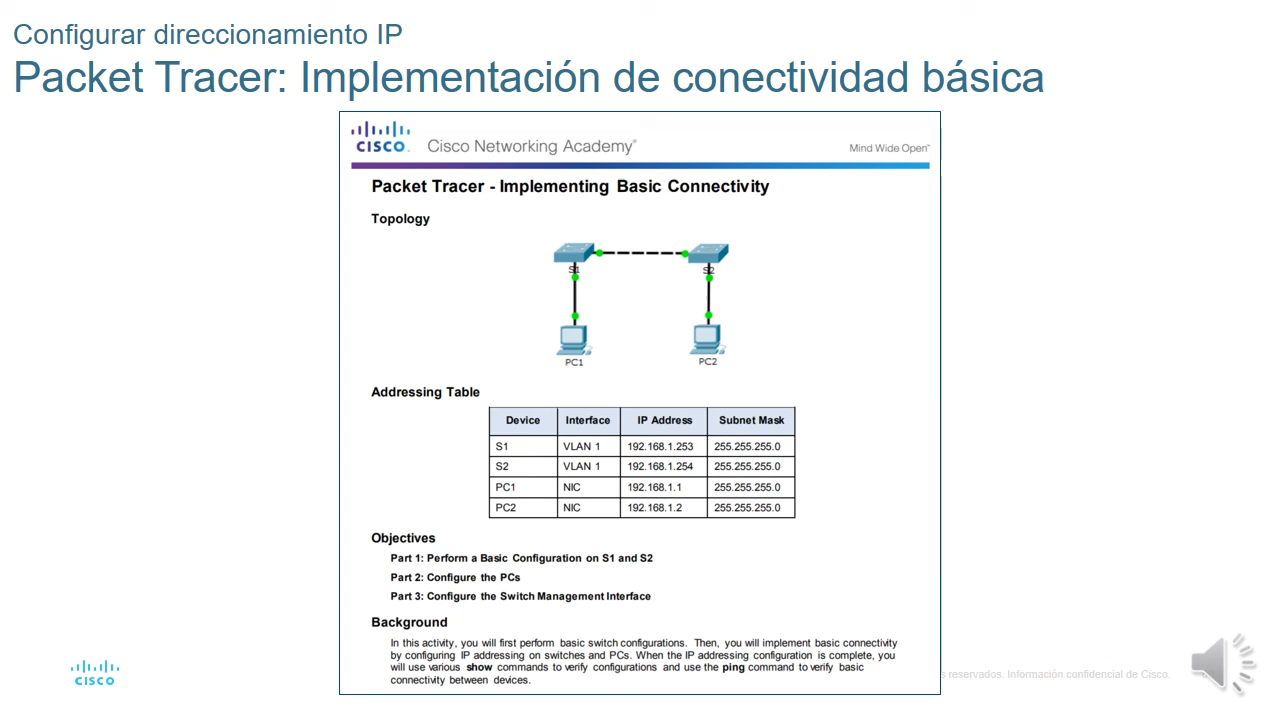 Configurar direccionamiento IP
Packet Tracer: Implementación de conectividad básica
CISCO Cisco Networking Academy® Mind Wide Open™
Packet Tracer - Implementing Basic Connectivity
Topology
S1 S2
PC1 PC2
Addressing Table
Device Interface IP Address Subnet Mask
S1 VLAN 1 192.168.1.253 255.255.255.0
S2 VLAN 1 192.168.1.254 255.255.255.0
PC1 NIC 192.168.1.1 255.255.255.0
PC2 NIC 192.168.1.2 255.255.255.0
Objectives
Part 1: Perform a Basic Configuration on S1 and S2
Part 2: Configure the PCs
Part 3: Configure the Switch Management Interface
Background
In this activity, you will first perform basic switch configurations. Then, you will implement basic connectivity
by configuring IP addressing on switches and PCs. When the IP addressing configuration is complete, you
will use various show commands to verify configurations and use the ping command to verify basic
connectivity between devices.
CISCO
s reservados. Información confidencial de Cisco.